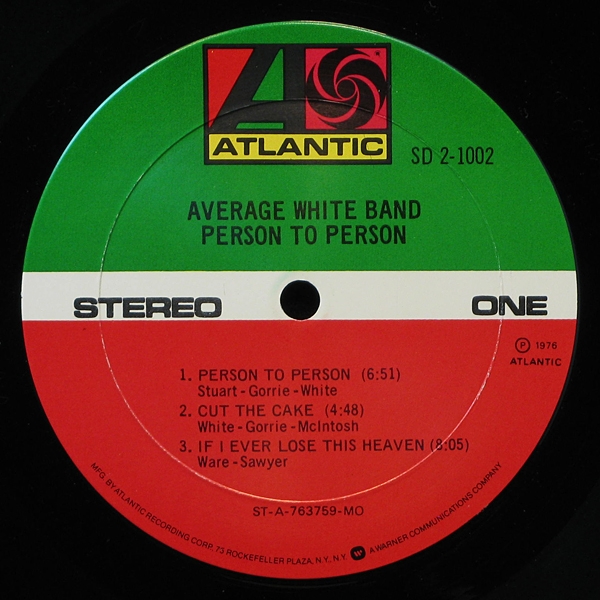 ATLANTIC
SD 2-1002
AVERAGE WHITE BAND
PERSON TO PERSON
STEREO
ONE
Ⓟ 1976
ATLANTIC
1. PERSON TO PERSON (6:51)
Stuart - Gorrie - White
2. CUT THE CAKE (4:48)
White - Gorrie - McIntosh
3. IF I EVER LOSE THIS HEAVEN (8:05)
Ware - Sawyer
ST-A-763759-MO
MFG. BY ATLANTIC RECORDING CORP., 73 ROCKEFELLER PLAZA, N.Y., N.Y. A WARNER COMMUNICATIONS COMPANY